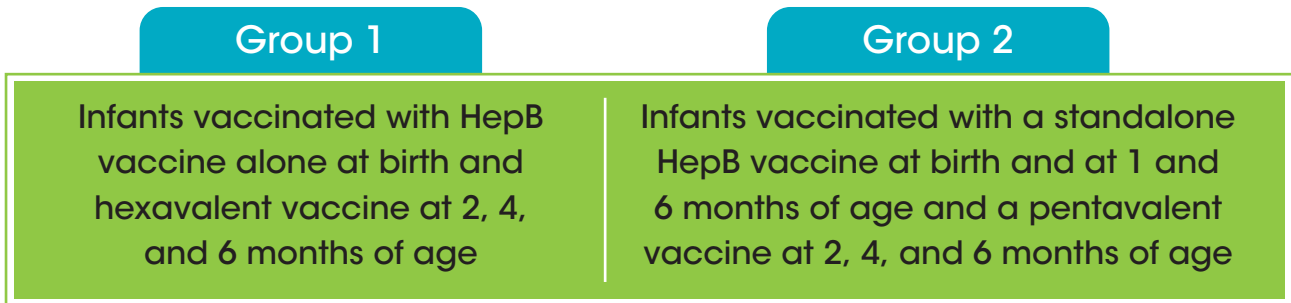 Group 1
Infants vaccinated with HepB
vaccine alone at birth and
hexavalent vaccine at 2, 4,
and 6 months of age
Group 2
Infants vaccinated with a standalone
HepB vaccine at birth and at 1 and
6 months of age and a pentavalent
vaccine at 2, 4, and 6 months of age